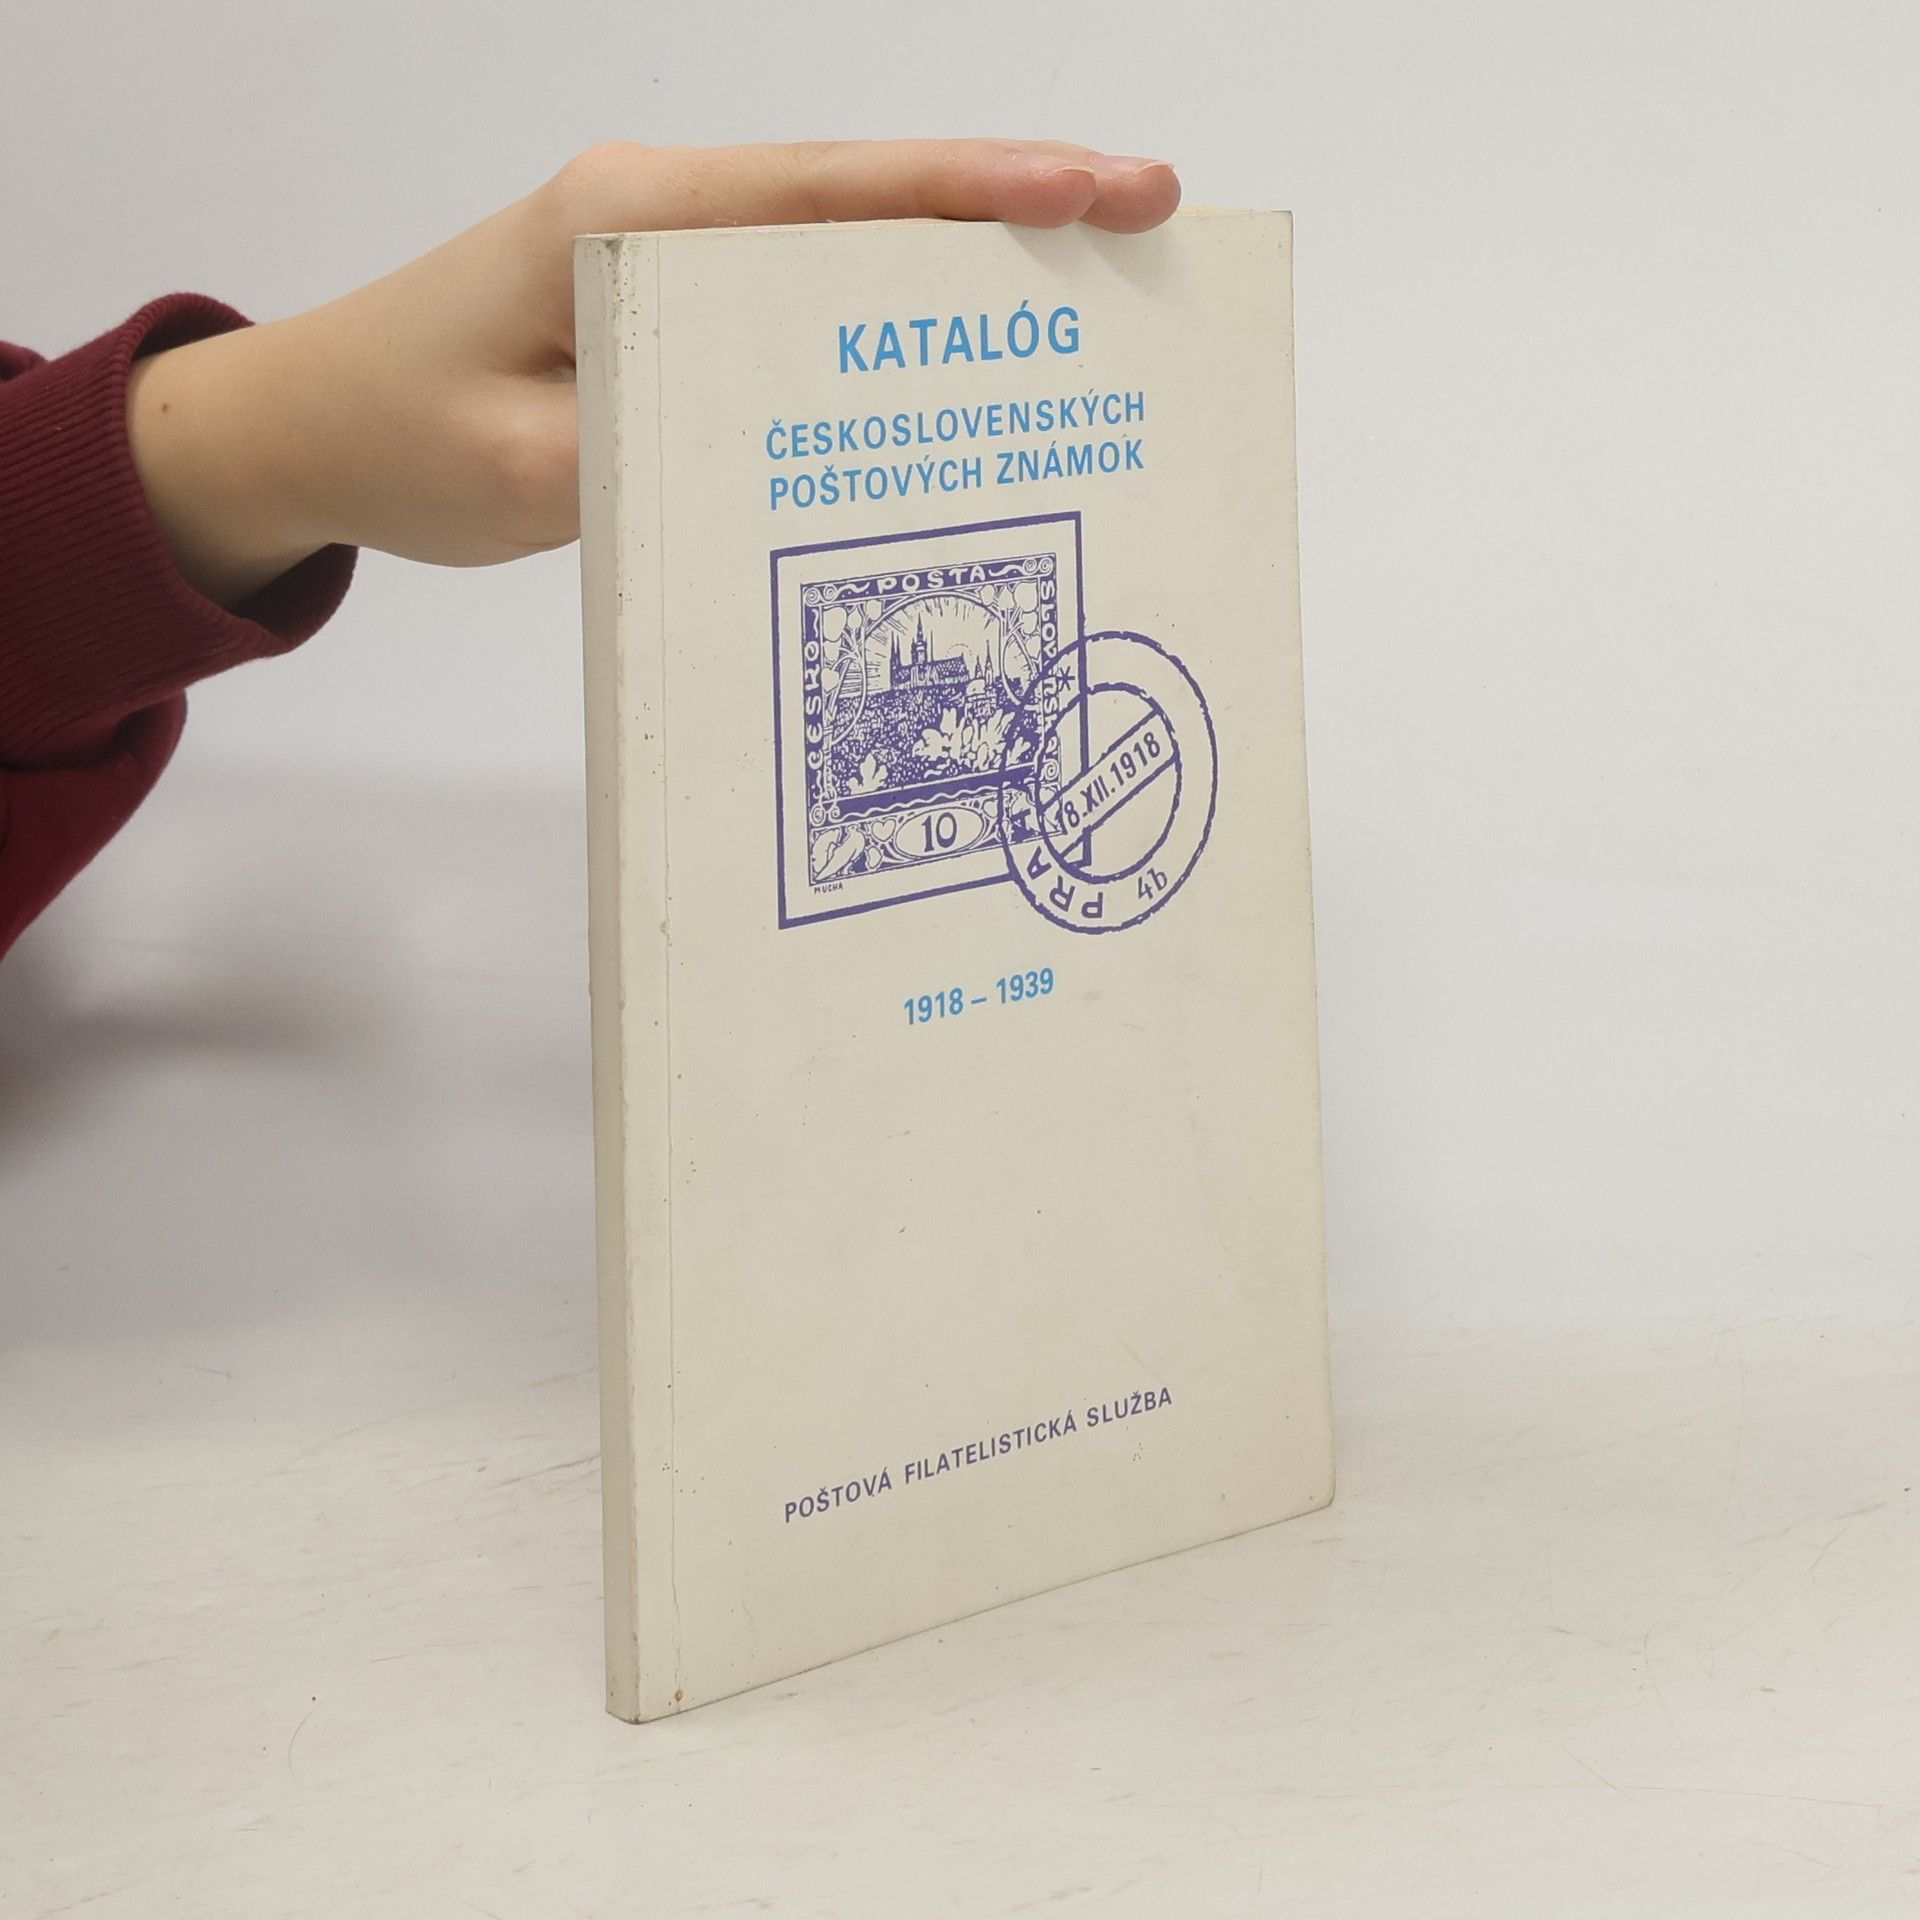 KATALÓG
ČESKOSLOVENSKÝCH
POŠTOVÝCH ZNÁMOK
POŠTA
ČESKO
SLOVENSKÁ
10
MUCHA
18.XII.1918
PRAHA
4b
1918 – 1939
POŠTOVÁ FILATELISTICKÁ SLUŽBA